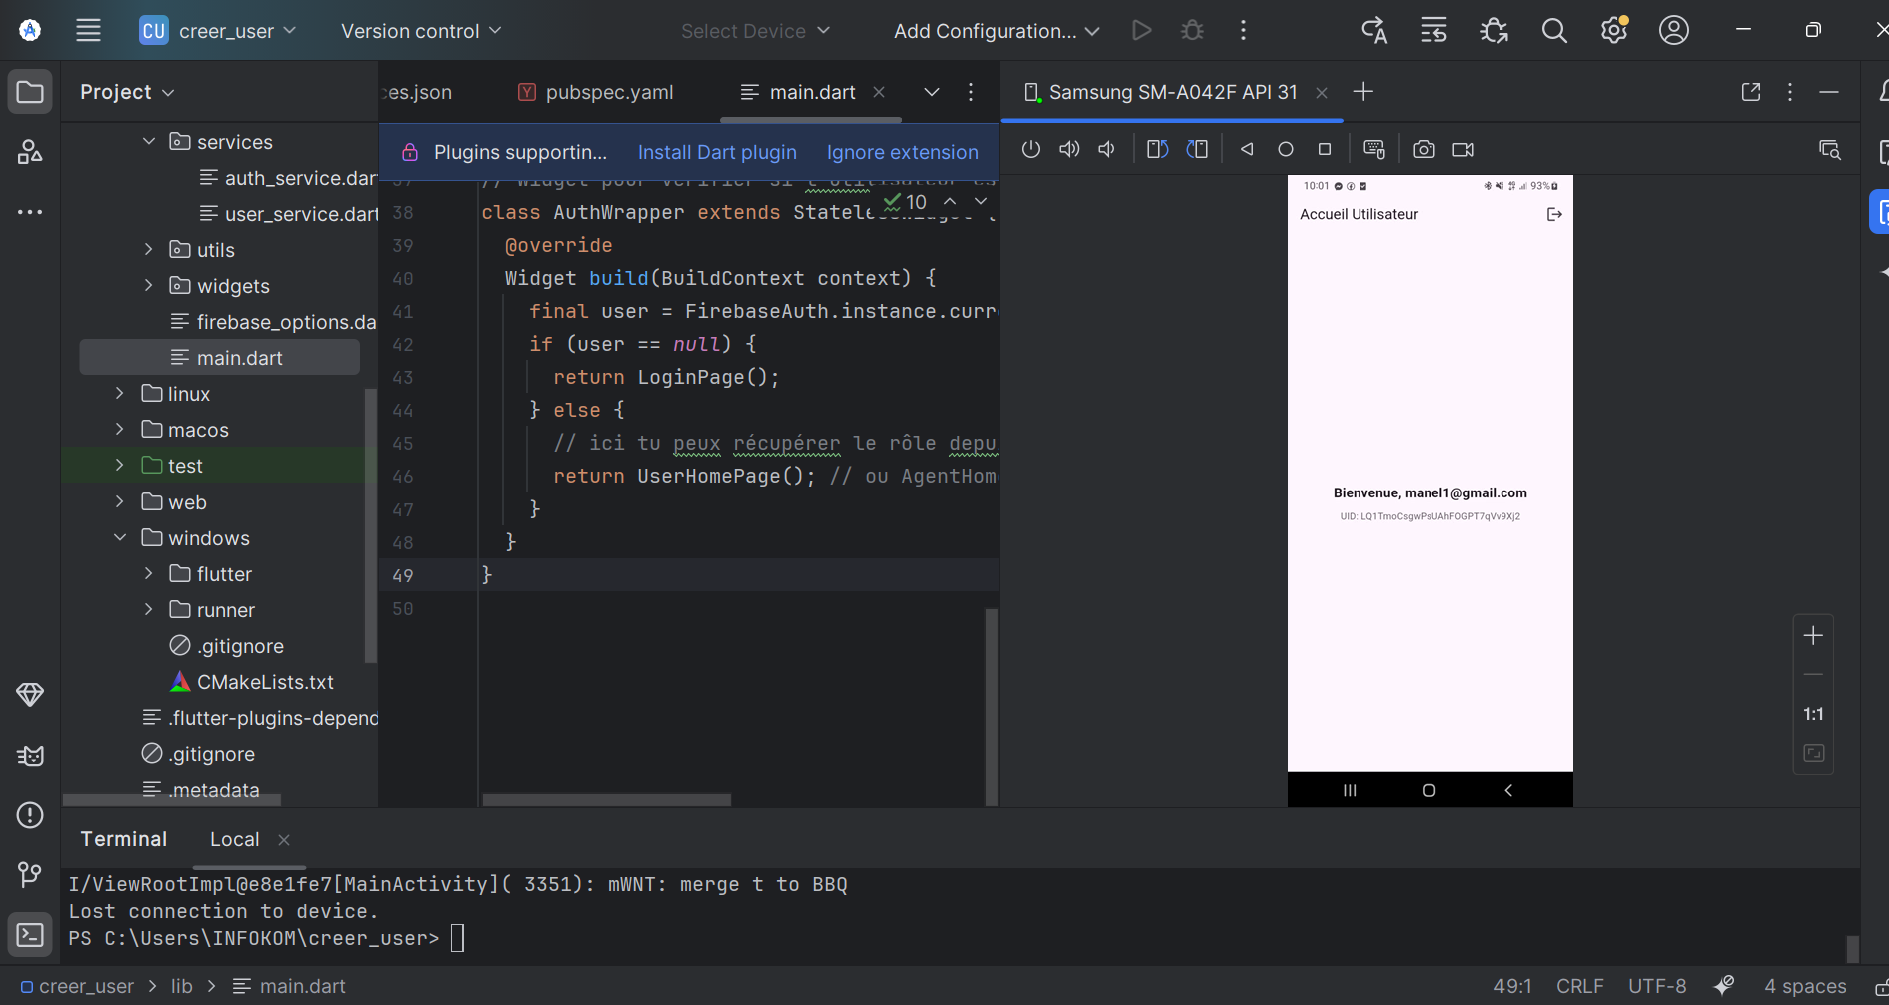 CU creer_user
Version control
Select Device
Add Configuration...
Project
ces.json
pubspec.yaml
main.dart
Samsung SM-A042F API 31
Plugins supportin...
Install Dart plugin
Ignore extension
services
auth_service.dar
user_service.dart
utils
widgets
firebase_options.da
main.dart
linux
macos
test
web
windows
flutter
runner
.gitignore
CMakeLists.txt
.flutter-plugins-depend
.gitignore
.metadata
10
38 class AuthWrapper extends StatelessWidget {
39 @override
40 Widget build(BuildContext context) {
41 final user = FirebaseAuth.instance.curre
42 if (user == null) {
43 return LoginPage();
44 } else {
45 // ici tu peux récupérer le rôle depu
46 return UserHomePage(); // ou AgentHom
47 }
48 }
49 }
50
10:01
93%
Accueil Utilisateur
Bienvenue, manel1@gmail.com
UID: LQ1TmoCsgwPsUAhFOGPT7qVv9Xj2
1:1
Terminal
Local
I/ViewRootImpl@e8e1fe7[MainActivity]( 3351): mWNT: merge t to BBQ
Lost connection to device.
PS C:\Users\INFOKOM\creer_user>
creer_user > lib > main.dart
49:1
CRLF
UTF-8
4 spaces